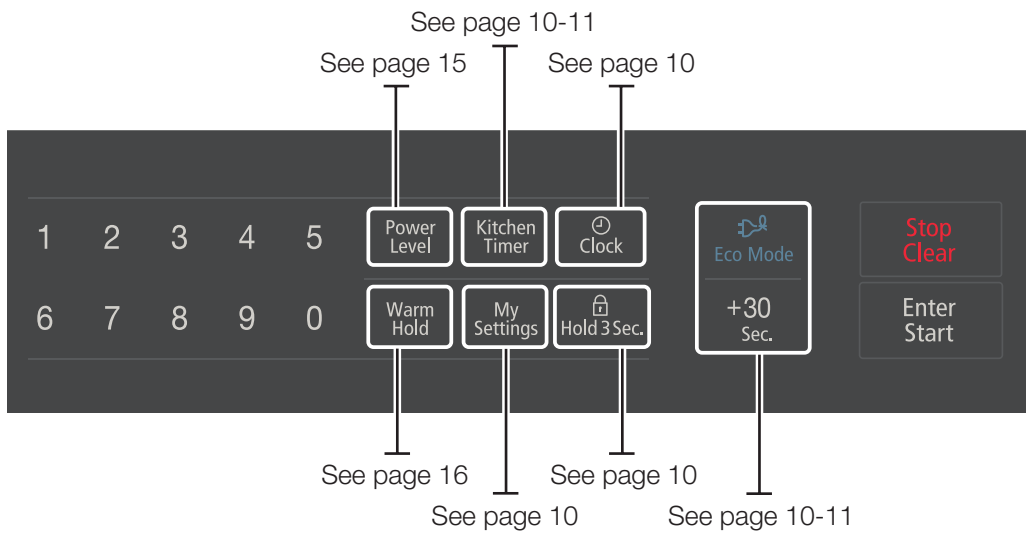 See page 10-11
See page 15 See page 10
1 2 3 4 5
Power
Level
Kitchen
Timer
Clock
Eco Mode
Stop
Clear
6 7 8 9 0
Warm
Hold
My
Settings
Hold 3 Sec.
+30
Sec.
Enter
Start
See page 16 See page 10
See page 10 See page 10-11